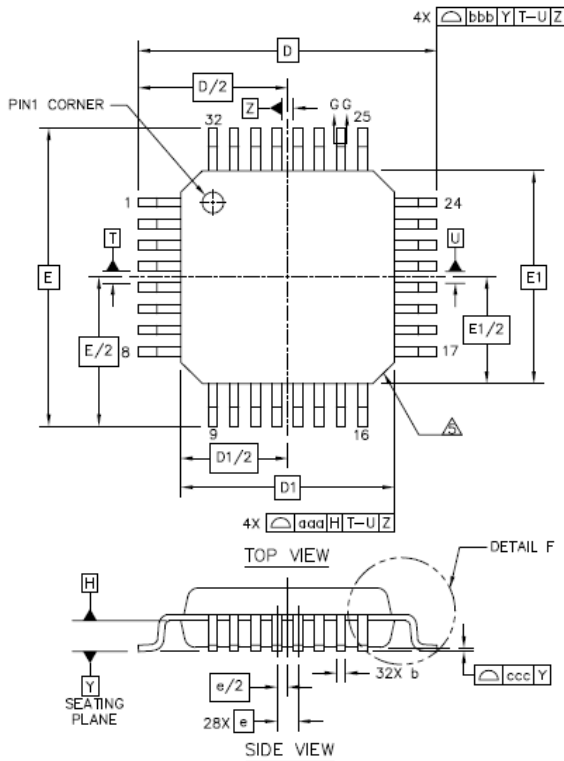 4X ⌓ bbb Y T–U Z
D
D/2
PIN1 CORNER
Z
G G
32
25
1
24
T
U
E
E1
E/2
E1/2
8
17
9
16
5
D1/2
D1
4X ⌓ aaa H T–U Z
TOP VIEW
DETAIL F
H
Y
SEATING
PLANE
e/2
32X b
⌓ ccc Y
28X e
SIDE VIEW